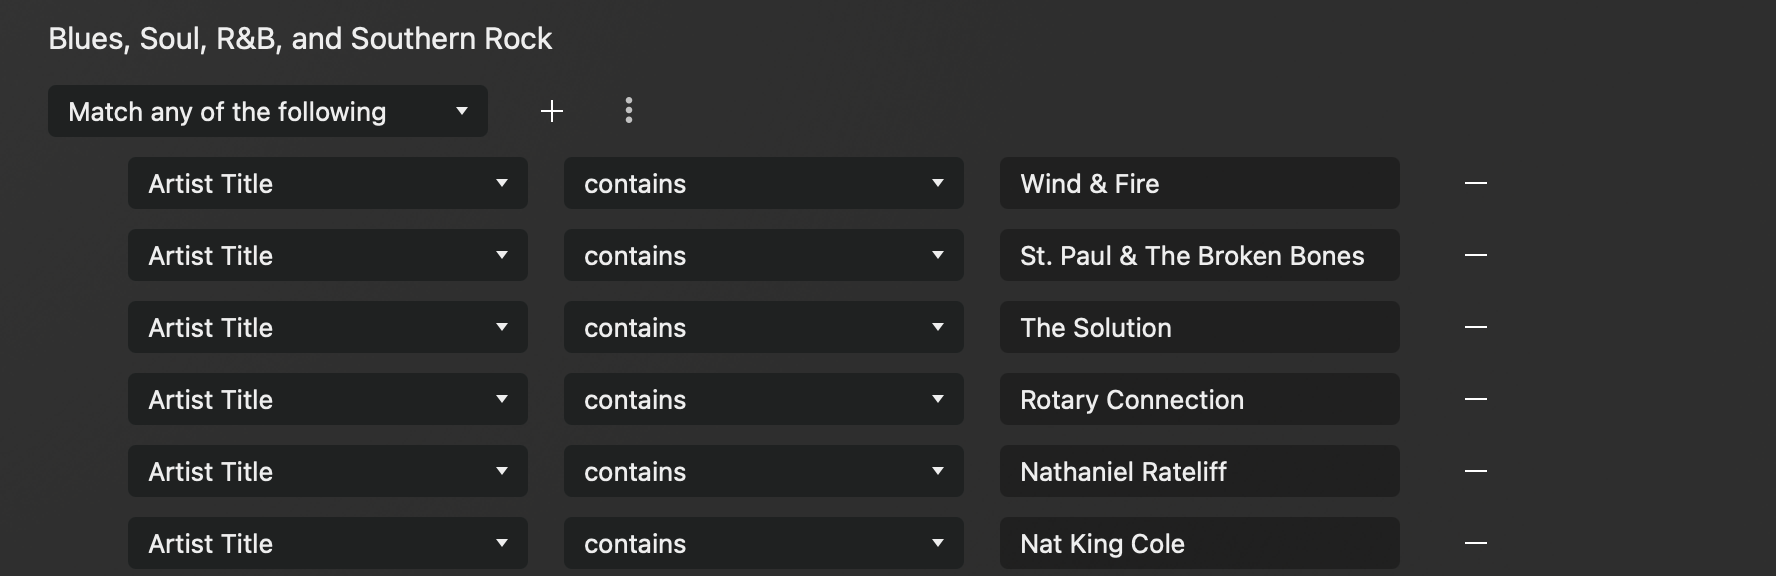 Blues, Soul, R&B, and Southern Rock
Match any of the following
Artist Title contains Wind & Fire
Artist Title contains St. Paul & The Broken Bones
Artist Title contains The Solution
Artist Title contains Rotary Connection
Artist Title contains Nathaniel Rateliff
Artist Title contains Nat King Cole